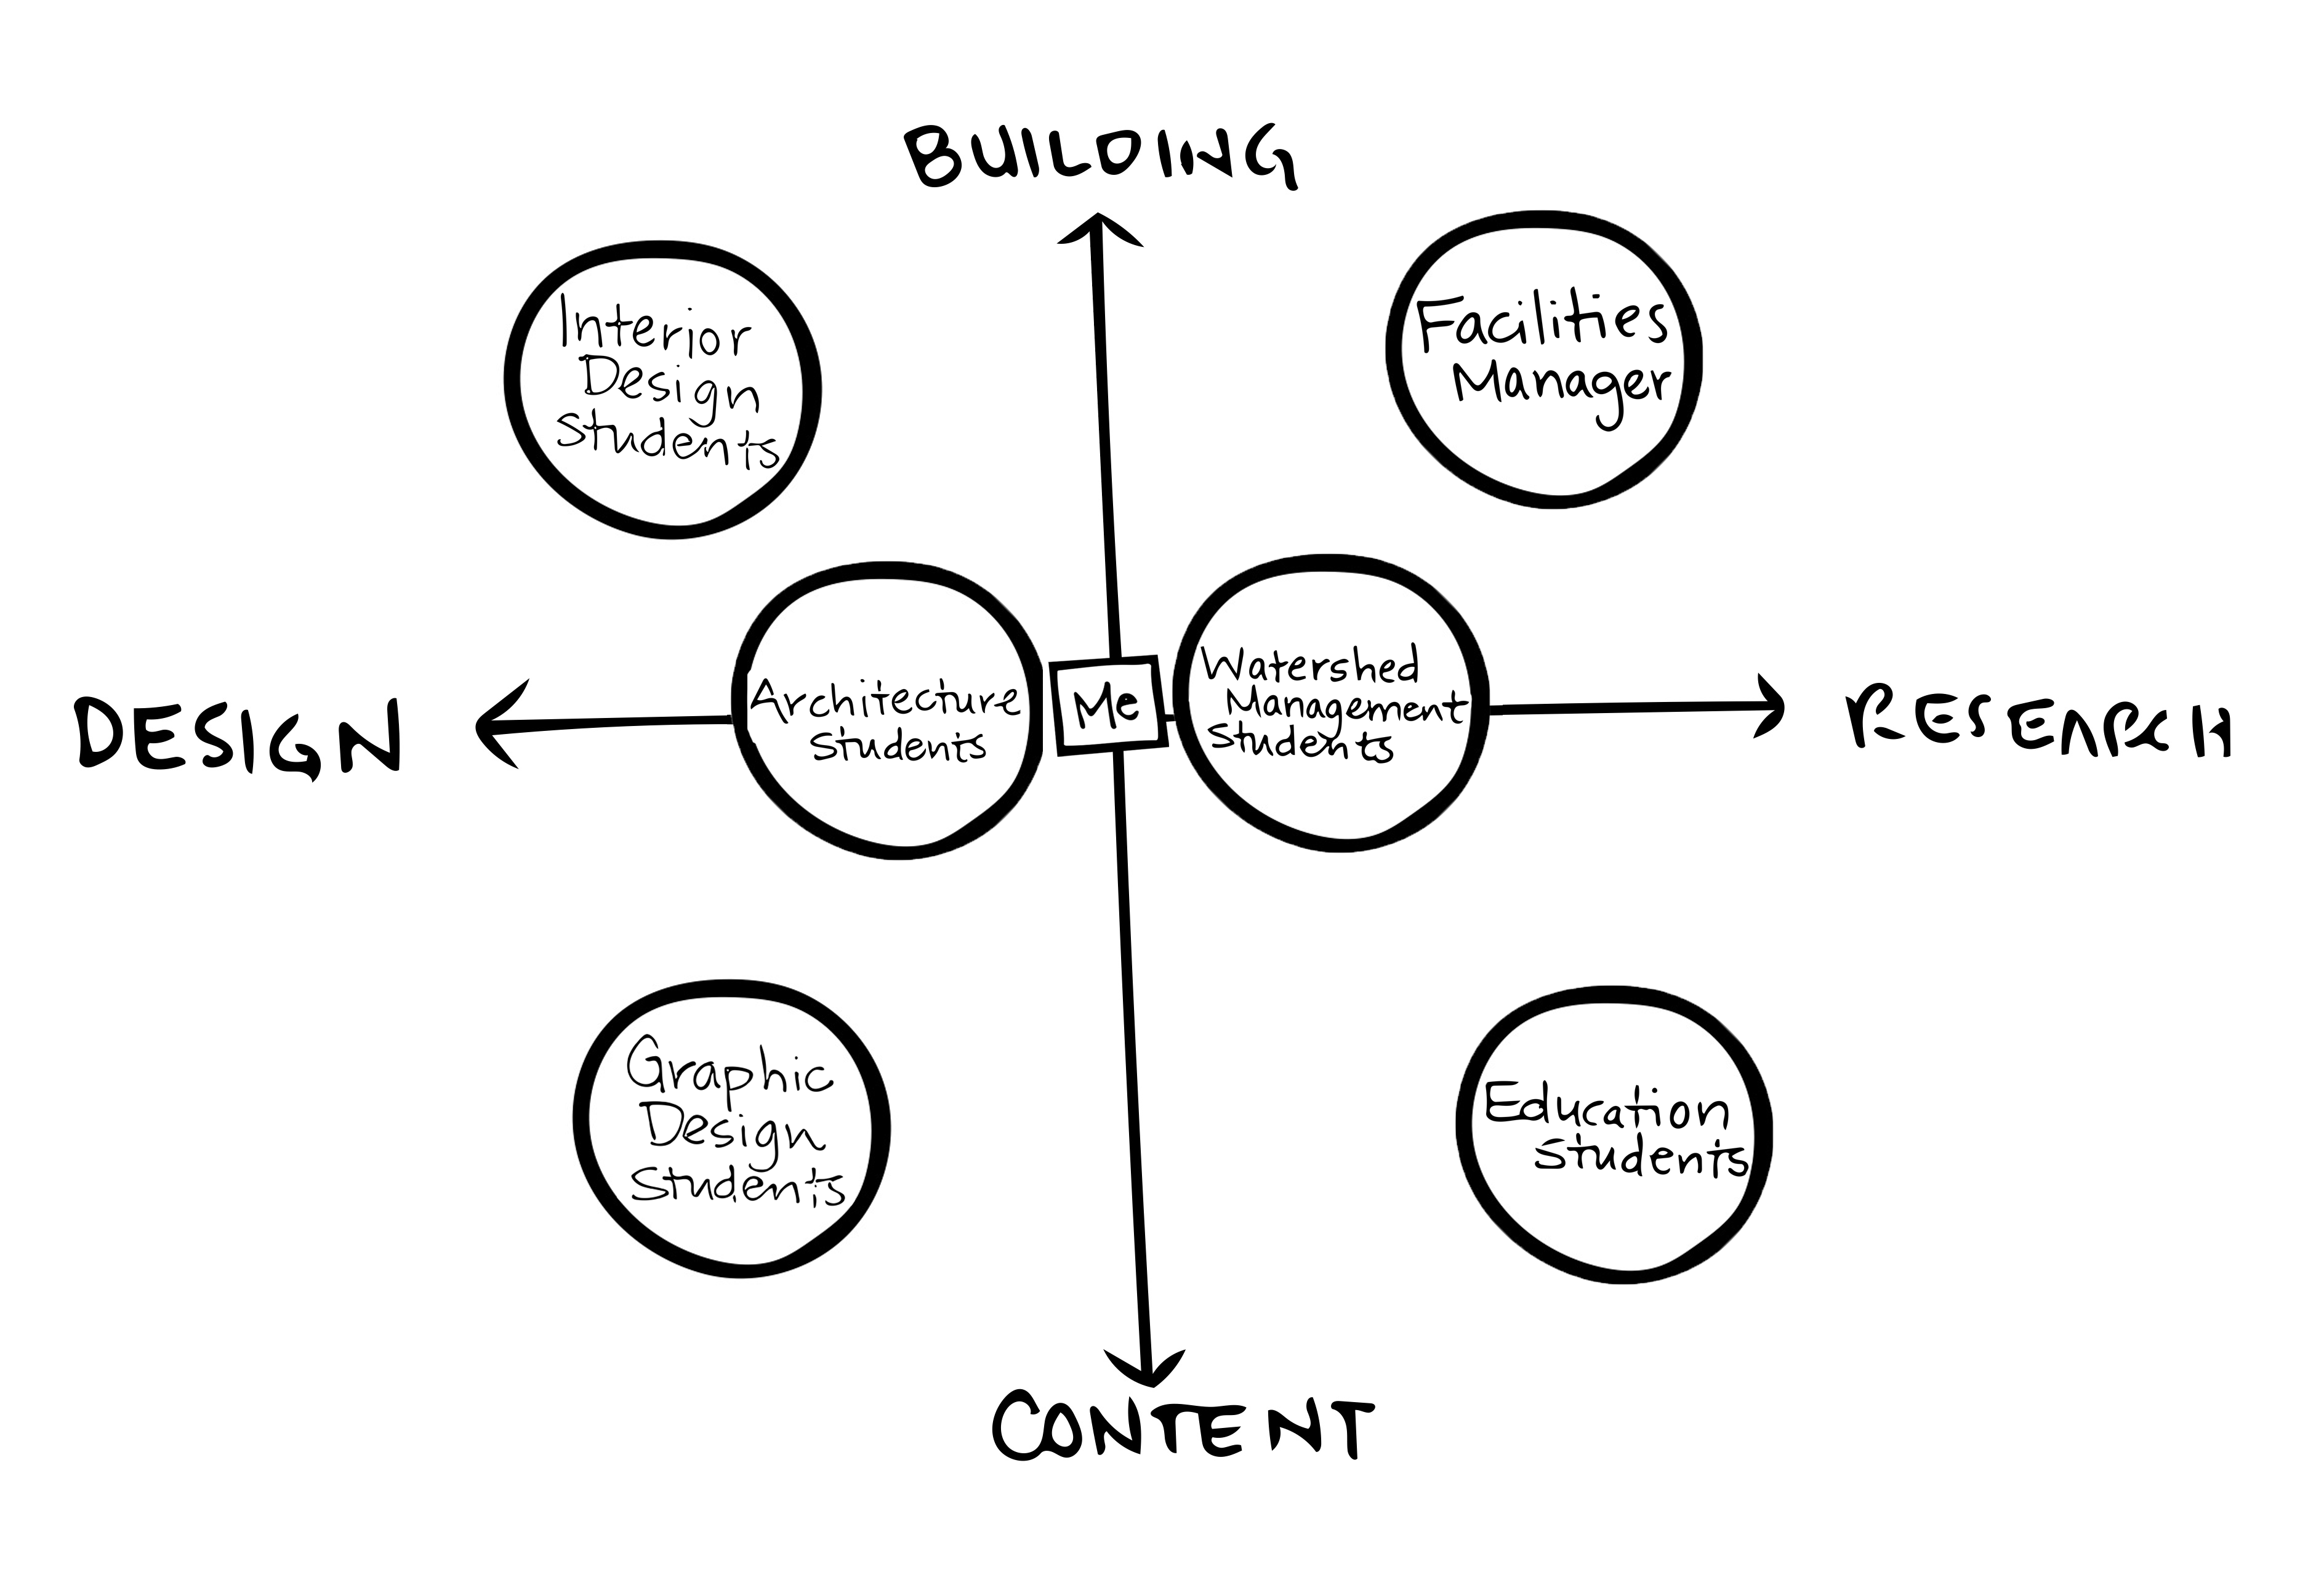 BUILDING
Interior
Design
Students
Facilities
Manager
DESIGN
Architecture
Students
Me
Watershed
Management
Students
RESEARCH
Graphic
Design
Students
Education
Students
CONTENT